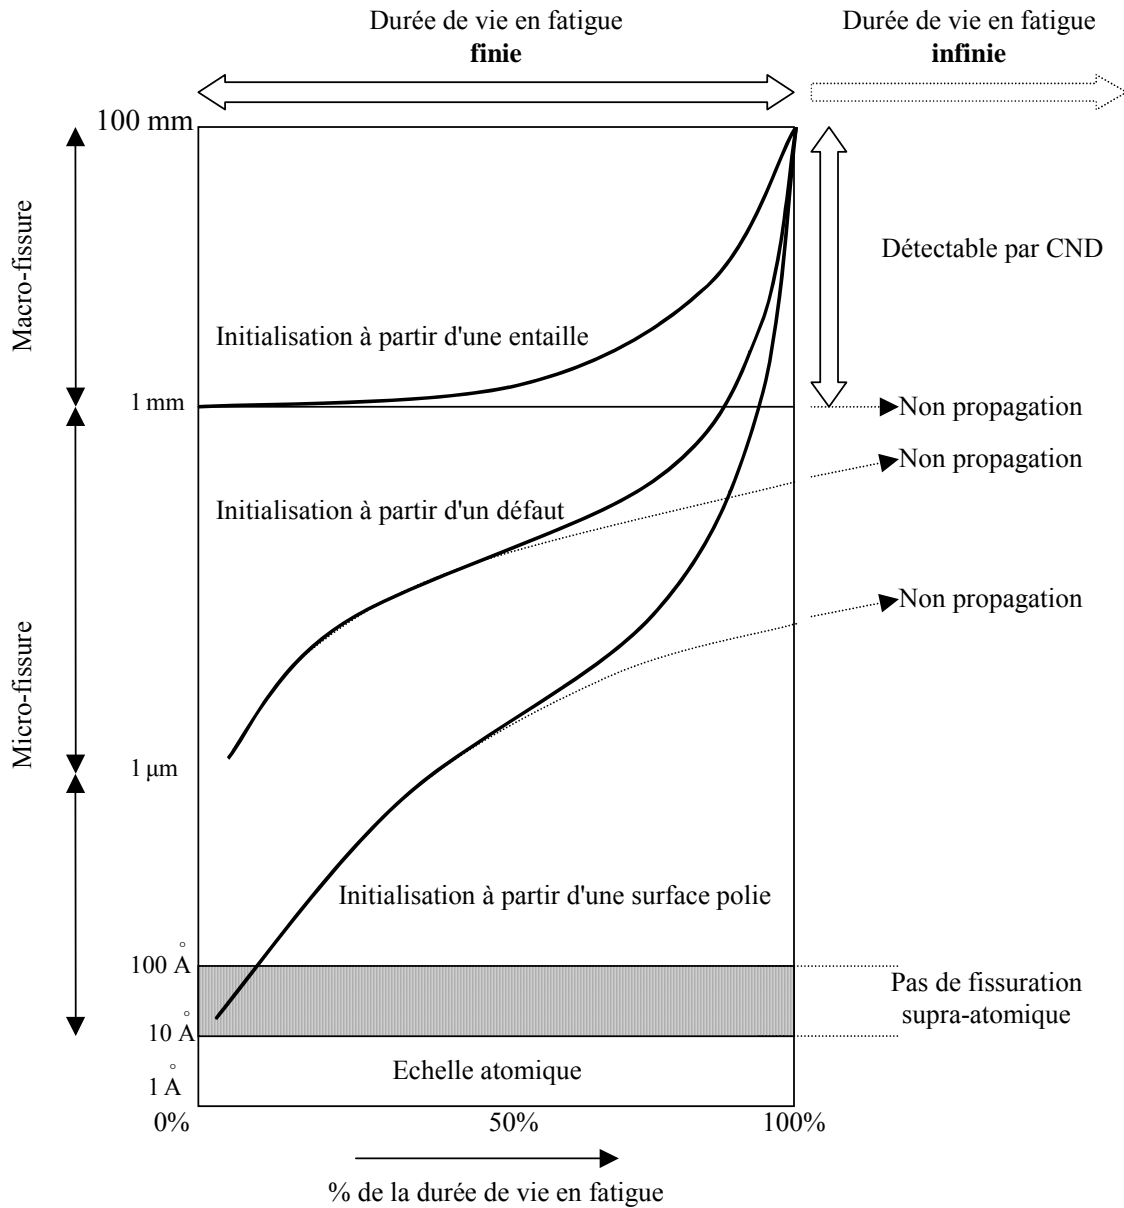 Durée de vie en fatigue
finie
Durée de vie en fatigue
infinie
100 mm
Macro-fissure
Détectable par CND
Initialisation à partir d'une entaille
1 mm
Non propagation
Non propagation
Initialisation à partir d'un défaut
Non propagation
Micro-fissure
1 µm
Initialisation à partir d'une surface polie
100 Å
Pas de fissuration
supra-atomique
10 Å
Echelle atomique
1 Å
0%
50%
100%
% de la durée de vie en fatigue